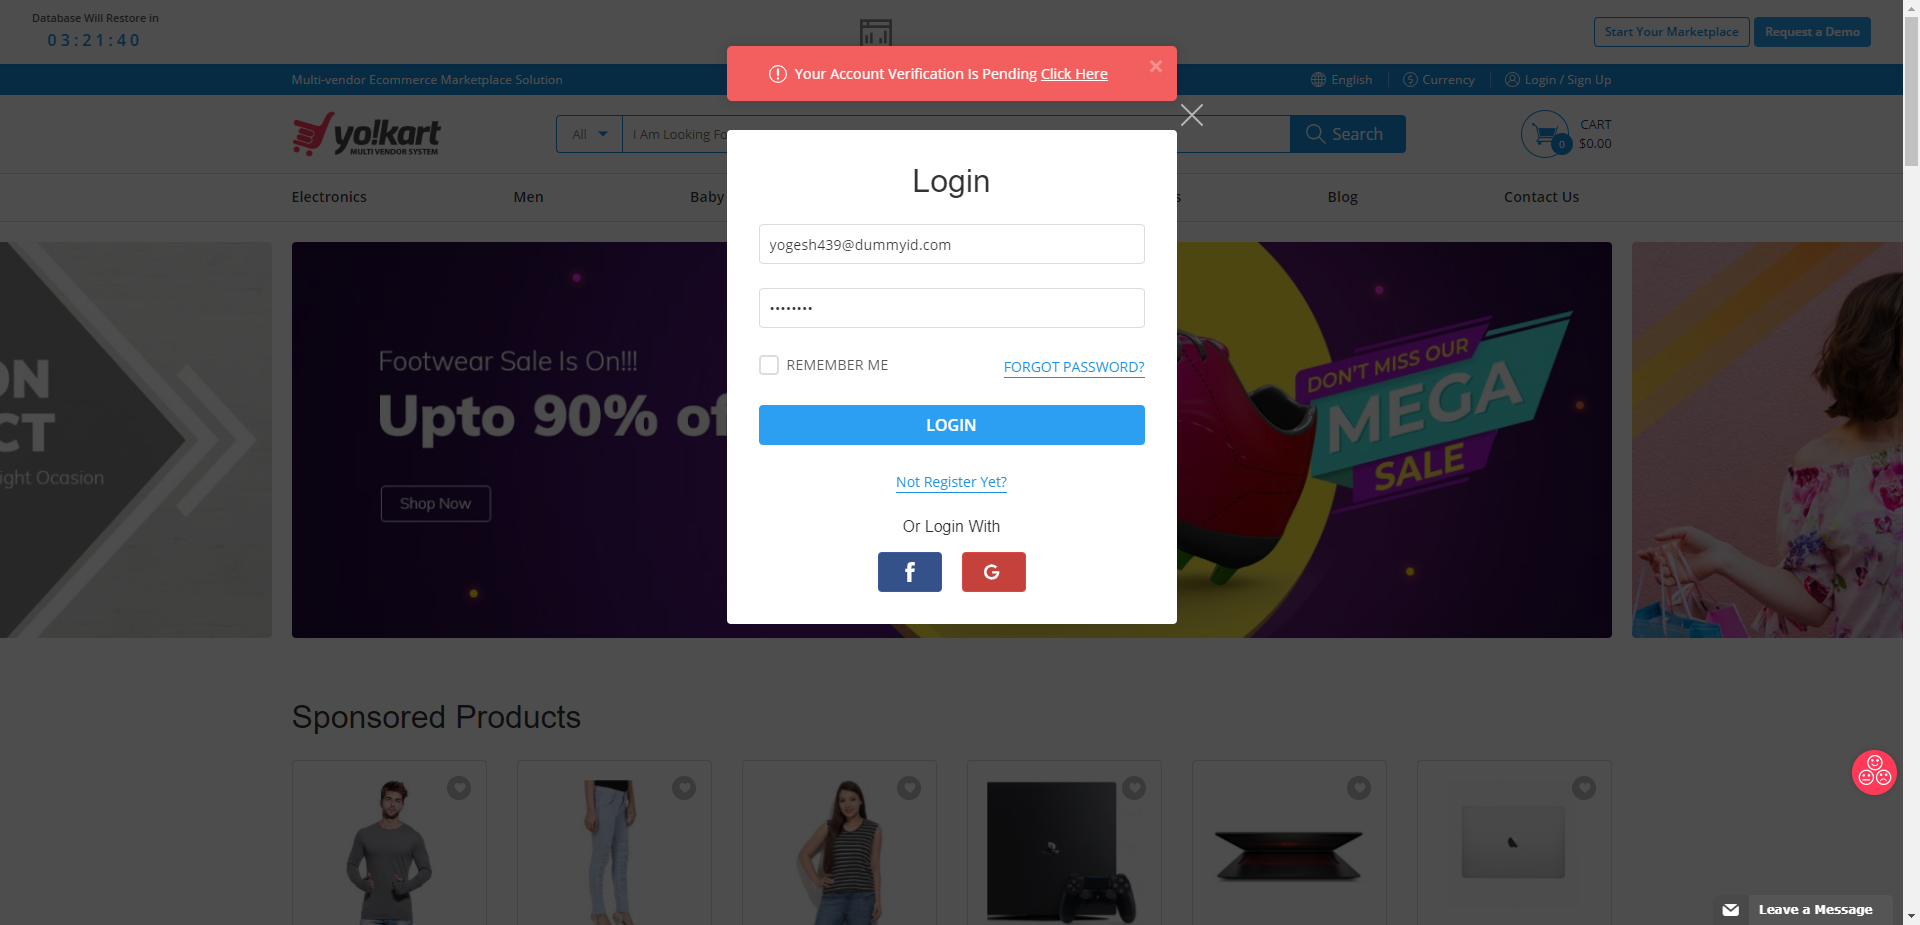 Database Will Restore in
03:21:40
Start Your Marketplace
Request a Demo
Your Account Verification Is Pending Click Here
Multi-vendor Ecommerce Marketplace Solution
English
Currency
Login / Sign Up
yo!kart
MULTI VENDOR SYSTEM
All
I Am Looking Fo
Search
0
CART
$0.00
Electronics
Men
Baby
s
Blog
Contact Us
Login
yogesh439@dummyid.com
••••••••
REMEMBER ME
FORGOT PASSWORD?
LOGIN
Not Register Yet?
Or Login With
f
G
ON
CT
ight Ocasion
Footwear Sale Is On!!!
Upto 90% of
Shop Now
DON'T MISS OUR
MEGA
SALE
Sponsored Products
Leave a Message